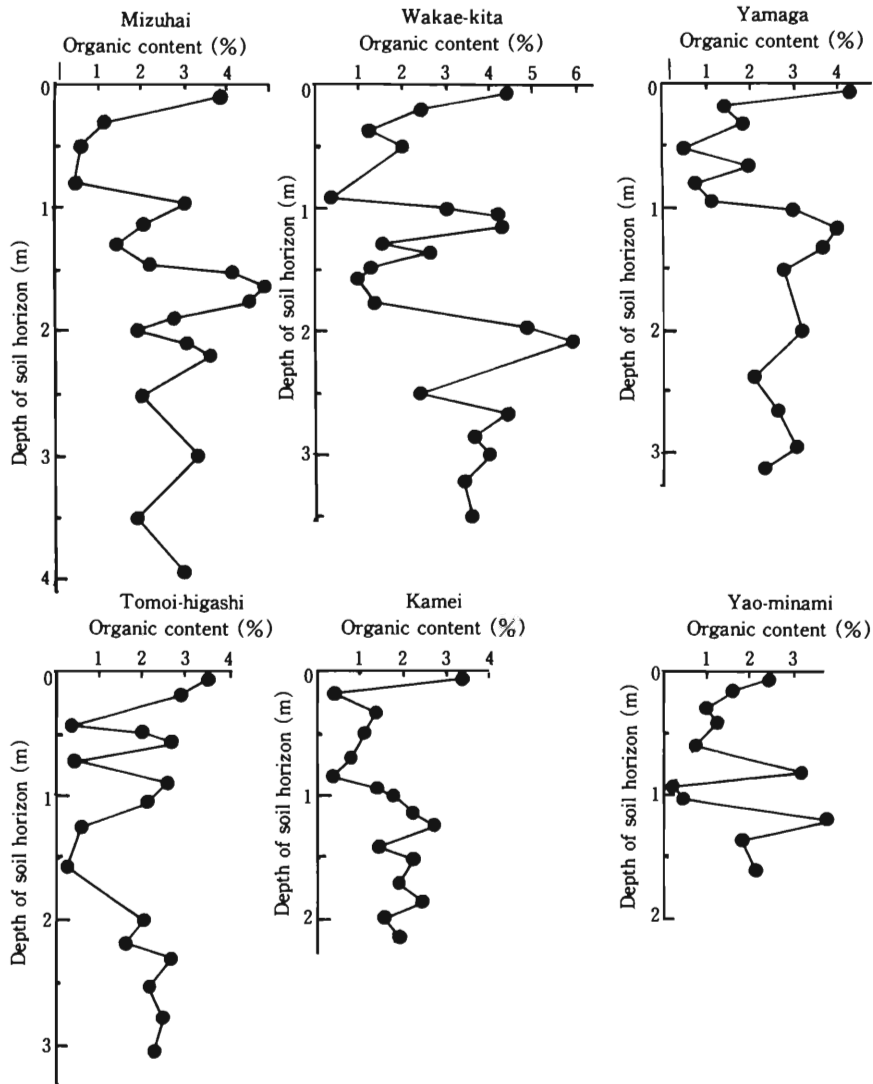 Mizuhai
Organic content (%)
1 2 3 4
0
1
2
3
4
Depth of soil horizon (m)
Wakae-kita
Organic content (%)
1 2 3 4 5 6
0
1
2
3
Depth of soil horizon (m)
Yamaga
Organic content (%)
1 1 2 3 4
0
1
2
3
Depth of soil horizon (m)
Tomoi-higashi
Organic content (%)
1 2 3 4
0
1
2
3
Depth of soil horizon (m)
Kamei
Organic content (%)
1 2 3 4
0
1
2
Depth of soil horizon (m)
Yao-minami
Organic content (%)
1 2 3
0
1
2
Depth of soil horizon (m)